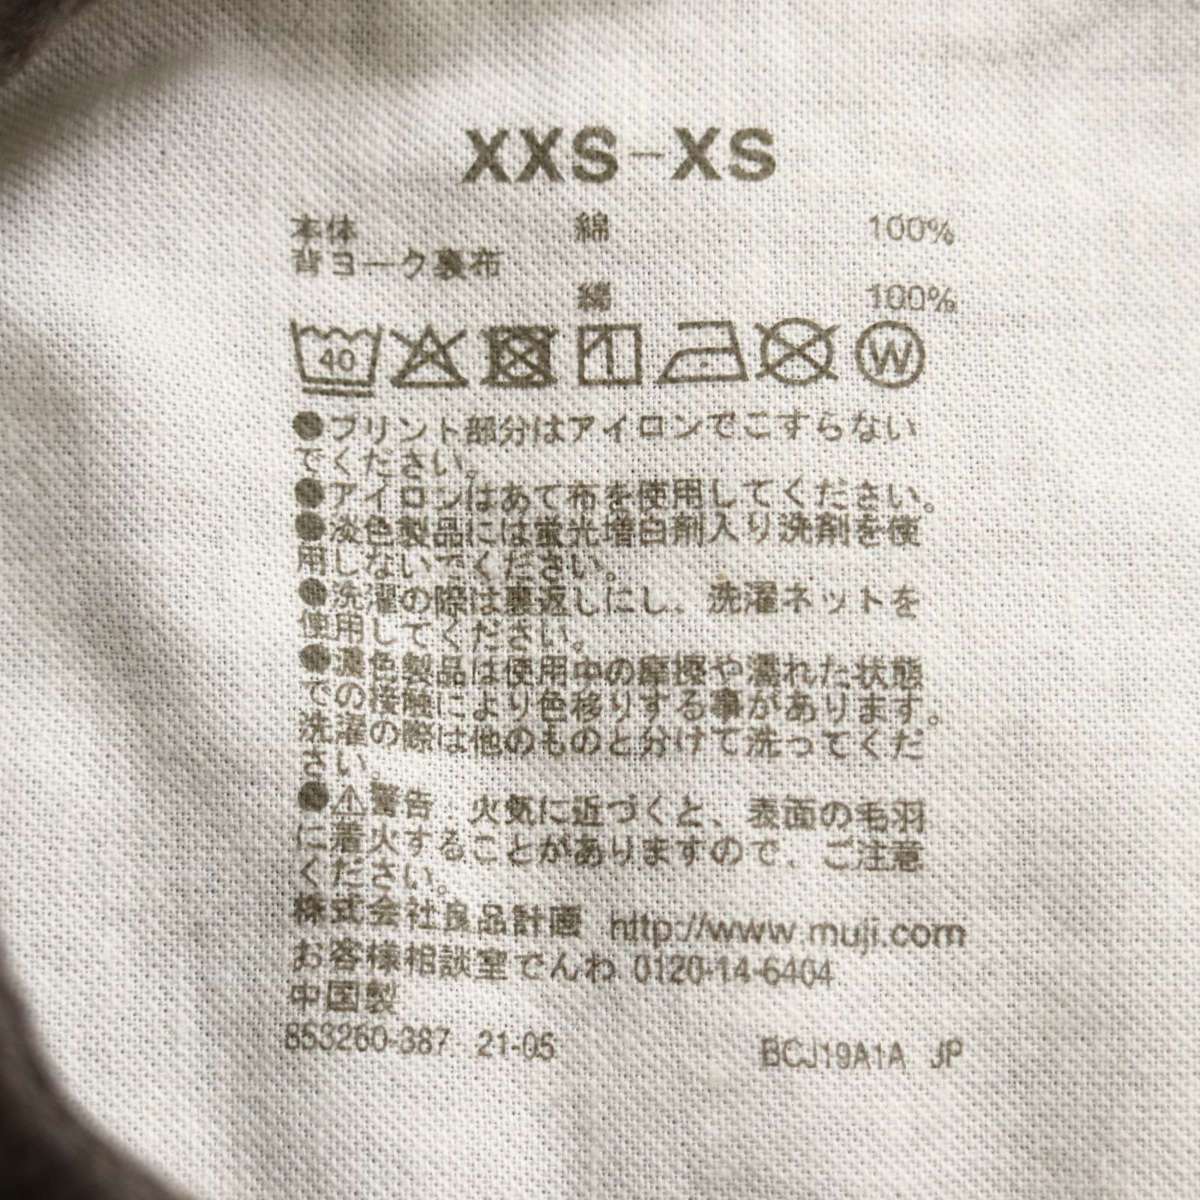 XXS-XS
本体 綿 100%
背ヨーク裏布
綿 100%
40 1 W
●プリント部分はアイロンでこすらない
でください。
●アイロンはあて布を使用してください。
●淡色製品には蛍光増白剤入り洗剤を使
用しないでください。
●洗濯の際は裏返しにし、洗濯ネットを
使用してください。
●濃色製品は使用中の摩擦や濡れた状態
での接触により色移りする事があります。
洗濯の際は他のものと分けて洗ってくだ
さい。
●⚠警告 火気に近づくと、表面の毛羽
に着火することがありますので、ご注意
ください。
株式会社良品計画 http://www.muji.com
お客様相談室でんわ 0120-14-6404
中国製
853260-387 21-05 BCJ19A1A JP